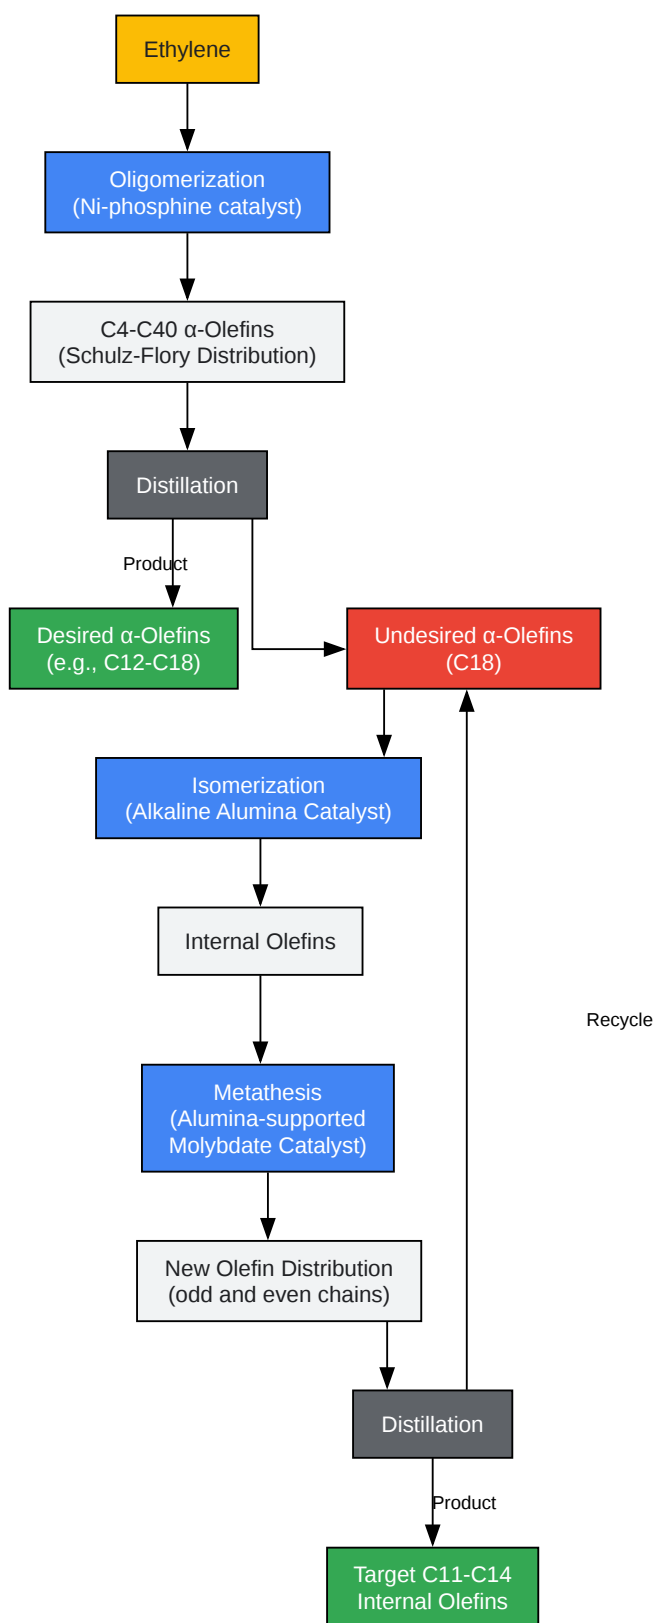 Ethylene
Oligomerization
(Ni-phosphine catalyst)
C4-C40 α-Olefins
(Schulz-Flory Distribution)
Distillation
Product
Desired α-Olefins
(e.g., C12-C18)
Undesired α-Olefins
(C18)
Isomerization
(Alkaline Alumina Catalyst)
Internal Olefins
Recycle
Metathesis
(Alumina-supported
Molybdate Catalyst)
New Olefin Distribution
(odd and even chains)
Distillation
Product
Target C11-C14
Internal Olefins